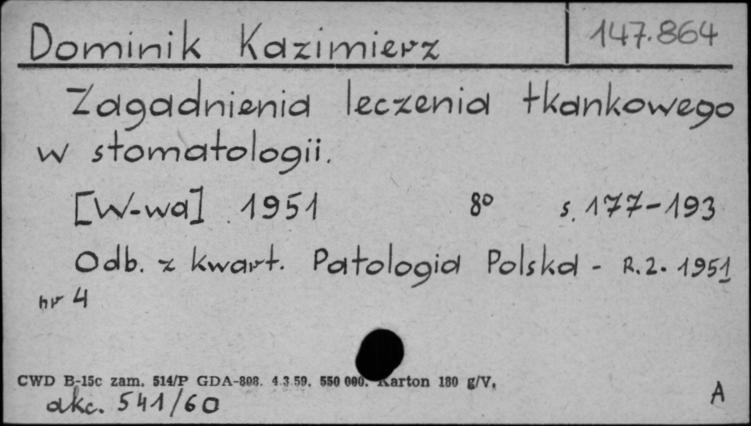 Dominik Kazimierz 147.864
Zagadnienia leczenia tkankowego
w stomatologii.
[W-wa] 1951 8° s. 177-193
Odb. z kwart. Patologia Polska - R.2. 1951
nr 4
CWD B-15c zam. 514/P GDA-808. 4.3.59. 550 000. Karton 180 g/V.
akc. 541/60 A